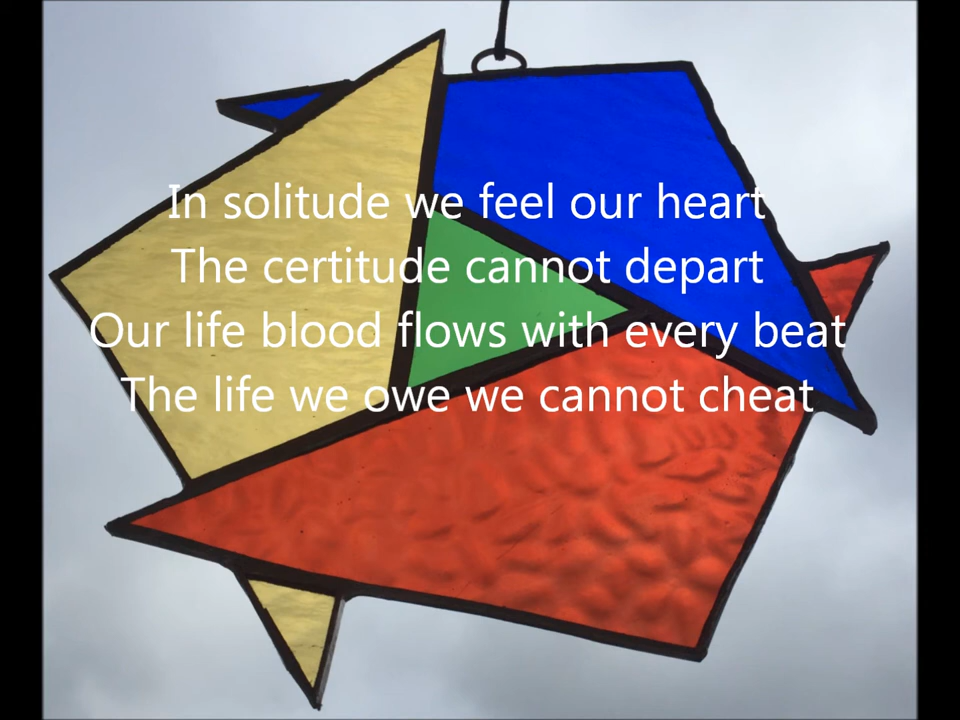 In solitude we feel our heart
The certitude cannot depart
Our life blood flows with every beat
The life we owe we cannot cheat